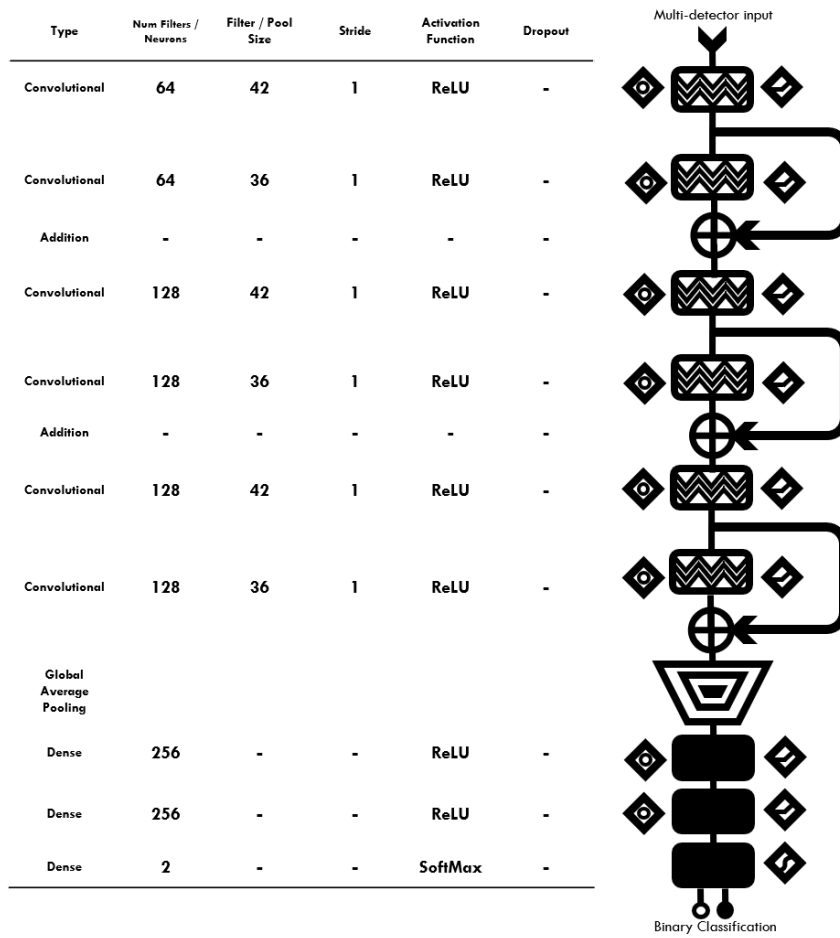 Multi-detector input
Type Num Filters / Neurons Filter / Pool Size Stride Activation Function Dropout
Convolutional 64 42 1 ReLU -
Convolutional 64 36 1 ReLU -
Addition - - - - -
Convolutional 128 42 1 ReLU -
Convolutional 128 36 1 ReLU -
Addition - - - - -
Convolutional 128 42 1 ReLU -
Convolutional 128 36 1 ReLU -
Global
Average
Pooling
Dense 256 - - ReLU -
Dense 256 - - ReLU -
Dense 2 - - SoftMax -
Binary Classification